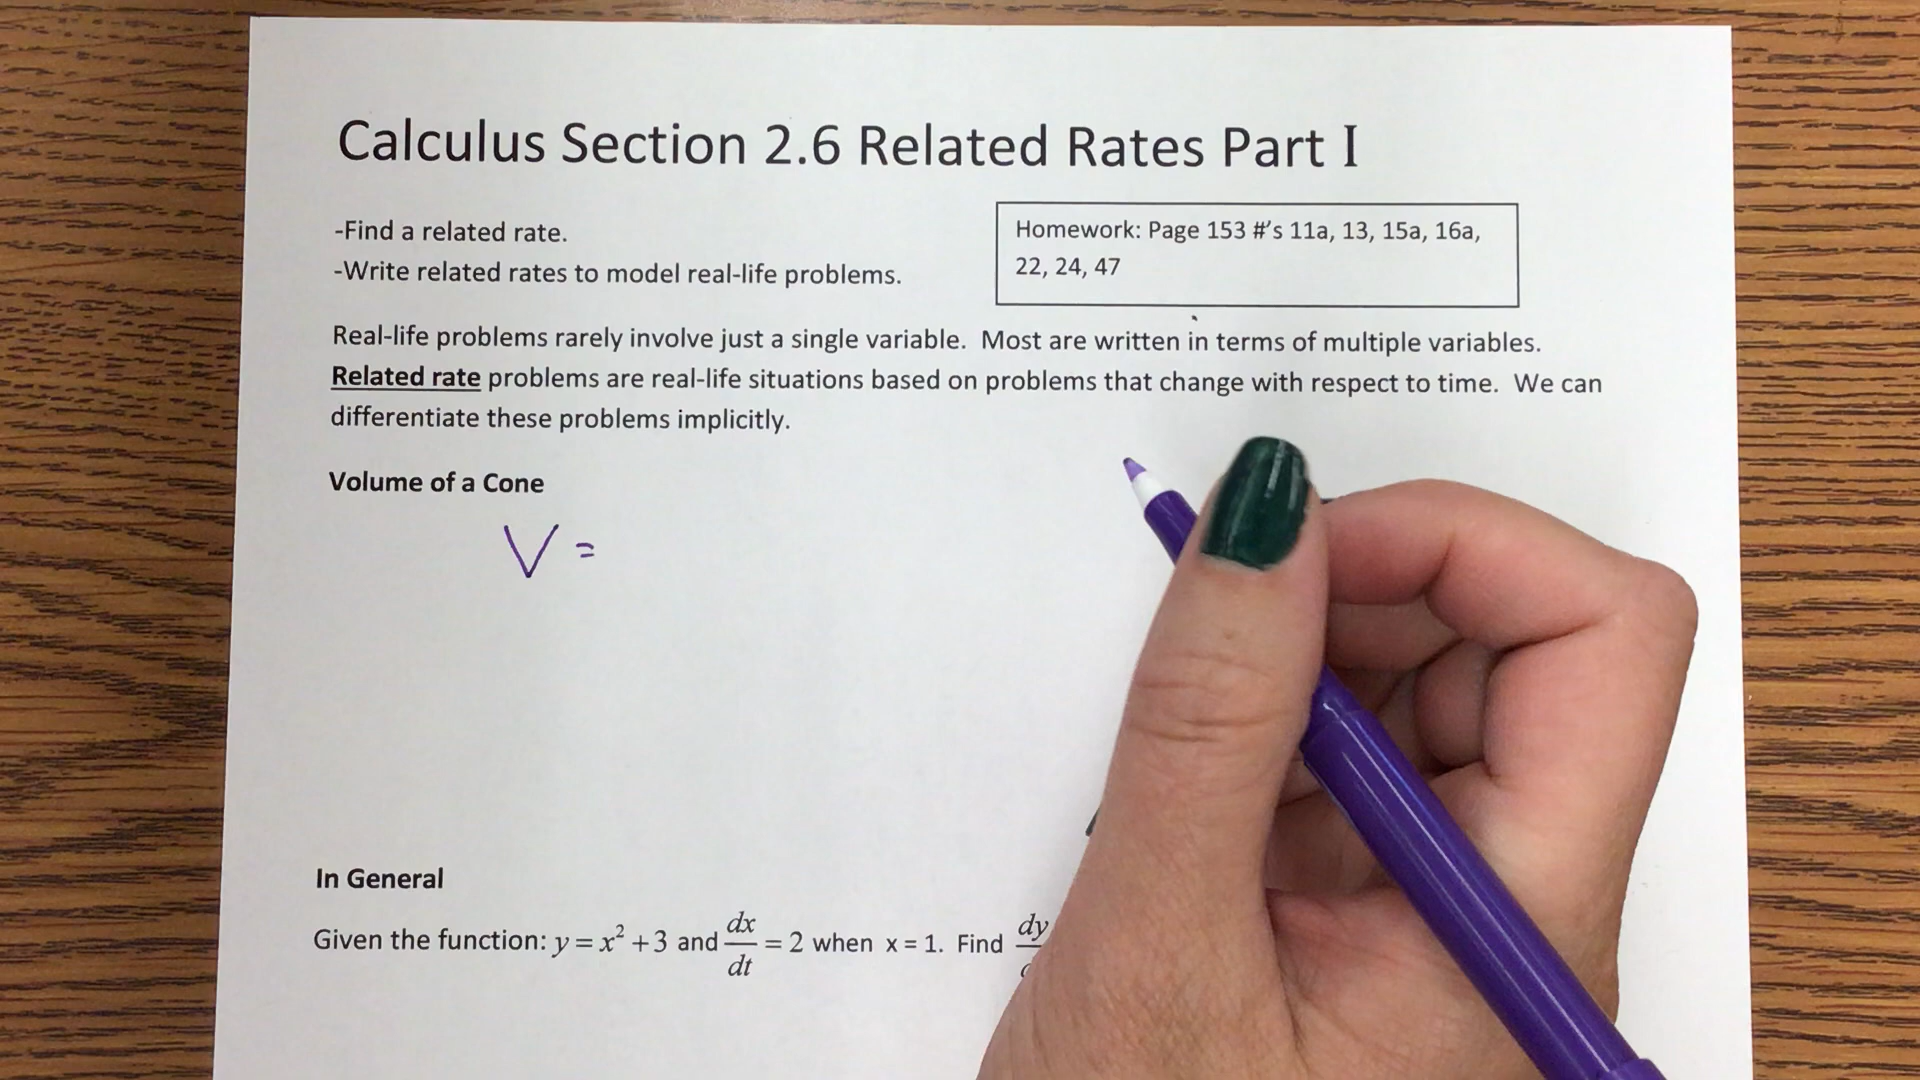 Calculus Section 2.6 Related Rates Part I
-Find a related rate.
-Write related rates to model real-life problems.
Homework: Page 153 #'s 11a, 13, 15a, 16a,
22, 24, 47
Real-life problems rarely involve just a single variable. Most are written in terms of multiple variables.
Related rate problems are real-life situations based on problems that change with respect to time. We can
differentiate these problems implicitly.
Volume of a Cone
V =
In General
Given the function: y = x² + 3 and dx/dt = 2 when x = 1. Find dy